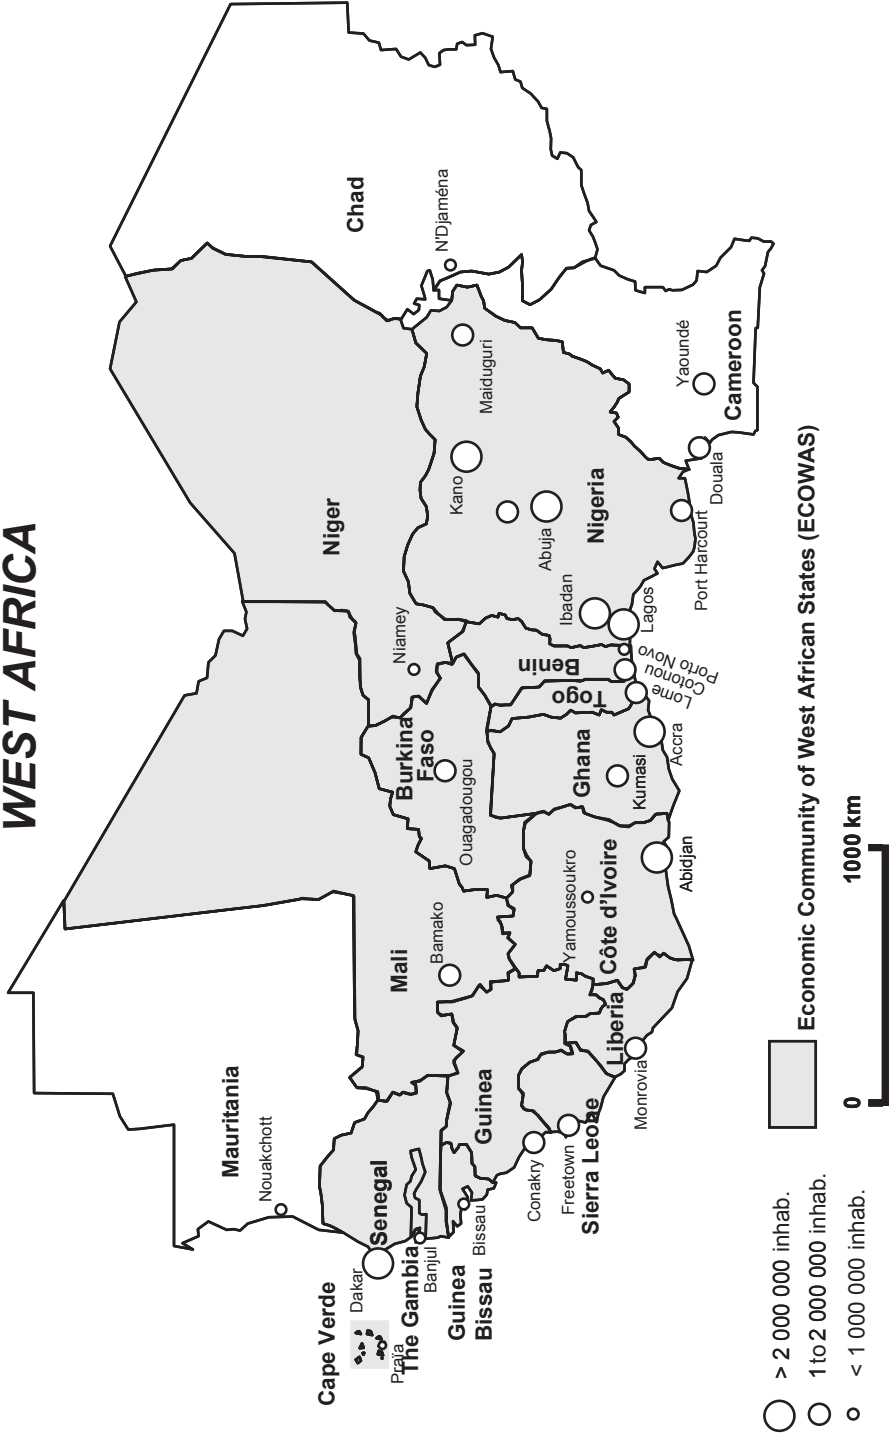 WEST AFRICA
Chad
N'Djaména
Niger
Niamey
Mali
Bamako
Mauritania
Nouakchott
Senegal
Dakar
Cape Verde
Praïa
The Gambia
Banjul
Guinea
Bissau
Bissau
Guinea
Conakry
Freetown
Sierra Leone
Liberia
Monrovia
Côte d'Ivoire
Yamoussoukro
Abidjan
Burkina
Faso
Ouagadougou
Ghana
Kumasi
Accra
Togo
Lome
Benin
Cotonou
Porto Novo
Nigeria
Lagos
Ibadan
Abuja
Kano
Maiduguri
Port Harcourt
Cameroon
Yaoundé
Douala
> 2 000 000 inhab.
1 to 2 000 000 inhab.
< 1 000 000 inhab.
Economic Community of West African States (ECOWAS)
0
1000 km